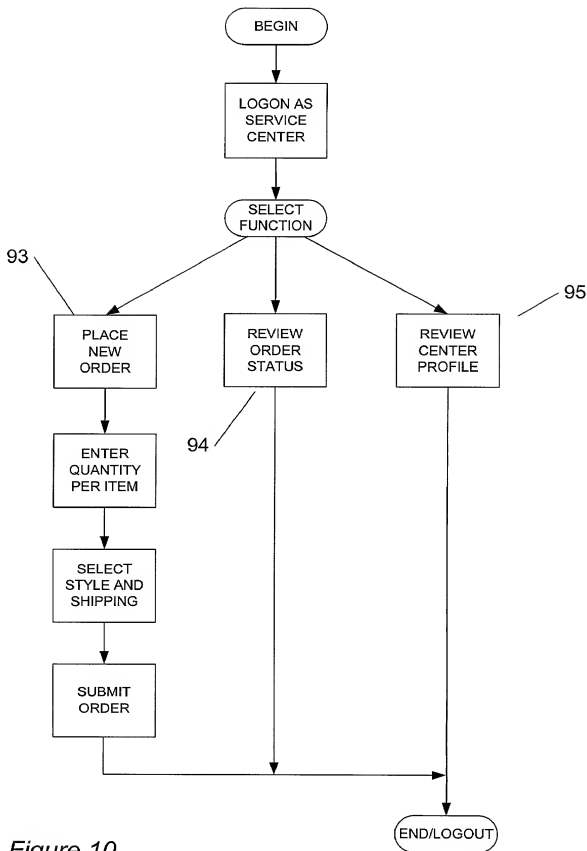 BEGIN
LOGON AS
SERVICE
CENTER
SELECT
FUNCTION
93
95
PLACE
NEW
ORDER
REVIEW
ORDER
STATUS
REVIEW
CENTER
PROFILE
94
ENTER
QUANTITY
PER ITEM
SELECT
STYLE AND
SHIPPING
SUBMIT
ORDER
END/LOGOUT
Figure 10